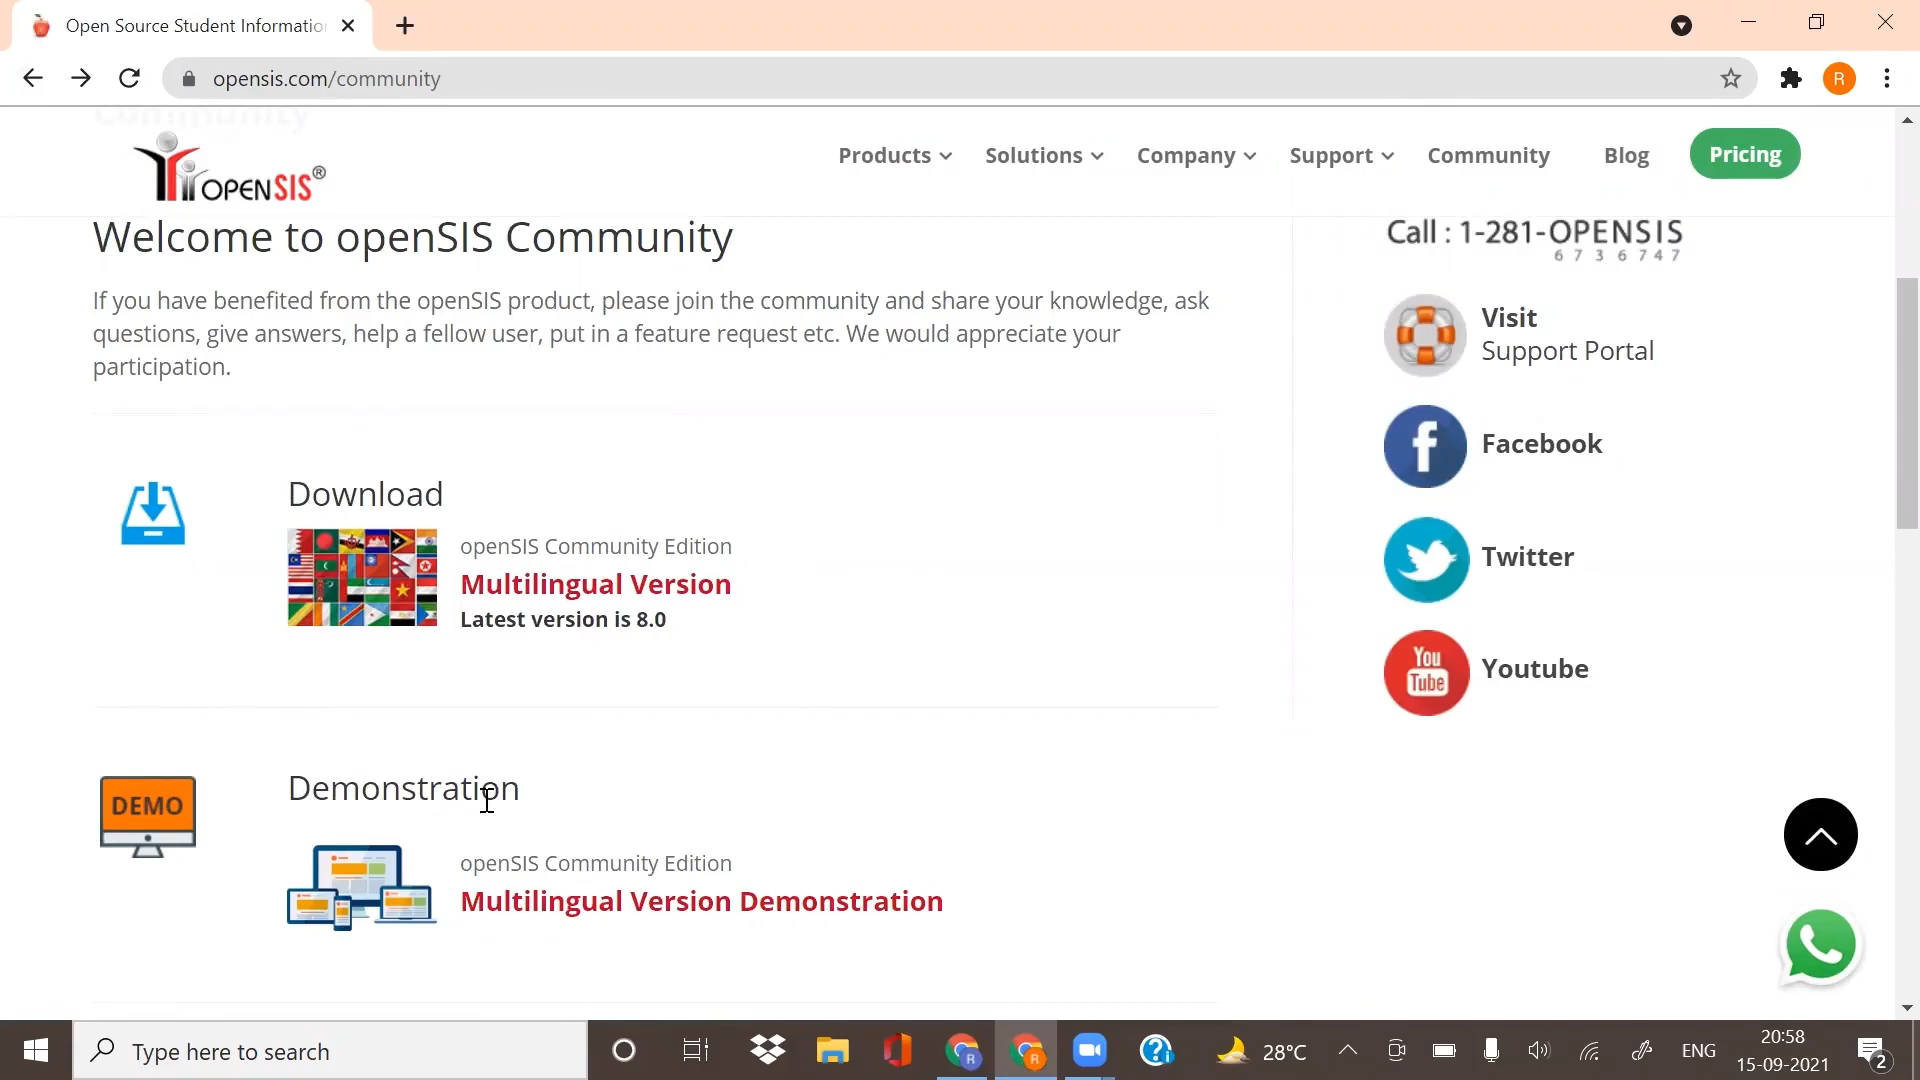 Open Source Student Informatio
opensis.com/community
R
Community
OPENSIS®
Products
Solutions
Company
Support
Community
Blog
Pricing
Welcome to openSIS Community
Call : 1-281-OPENSIS
6 7 3 6 7 4 7
If you have benefited from the openSIS product, please join the community and share your knowledge, ask
questions, give answers, help a fellow user, put in a feature request etc. We would appreciate your
participation.
Visit
Support Portal
Facebook
Twitter
You
Tube
Youtube
Download
openSIS Community Edition
Multilingual Version
Latest version is 8.0
DEMO
Demonstration
openSIS Community Edition
Multilingual Version Demonstration
Type here to search
R
R
28°C
ENG
20:58
15-09-2021
2